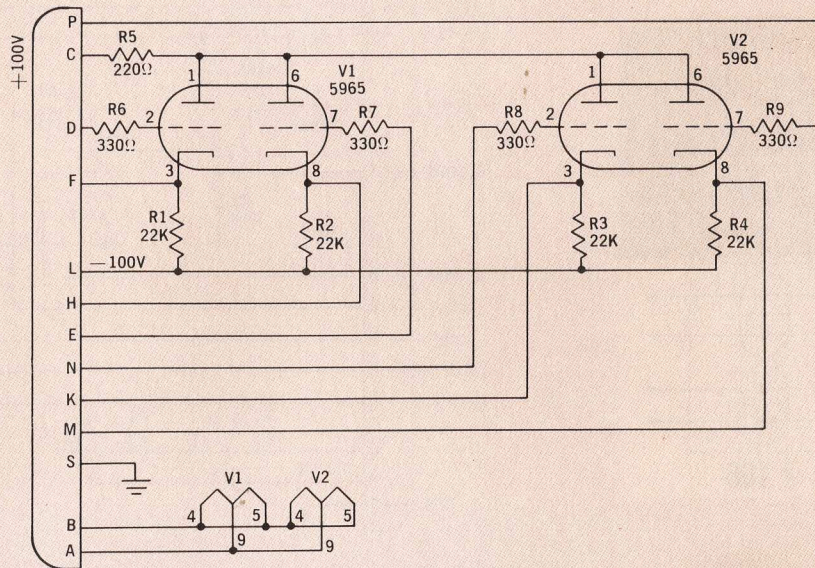 +100V
P
C
R5
220Ω
1
6
V1
5965
1
6
V2
5965
D
R6
330Ω
2
7
R7
330Ω
R8
330Ω
2
7
R9
330Ω
F
3
8
3
8
R1
22K
R2
22K
R3
22K
R4
22K
L
—100V
H
E
N
K
M
S
V1
V2
B
4
5
4
5
A
9
9